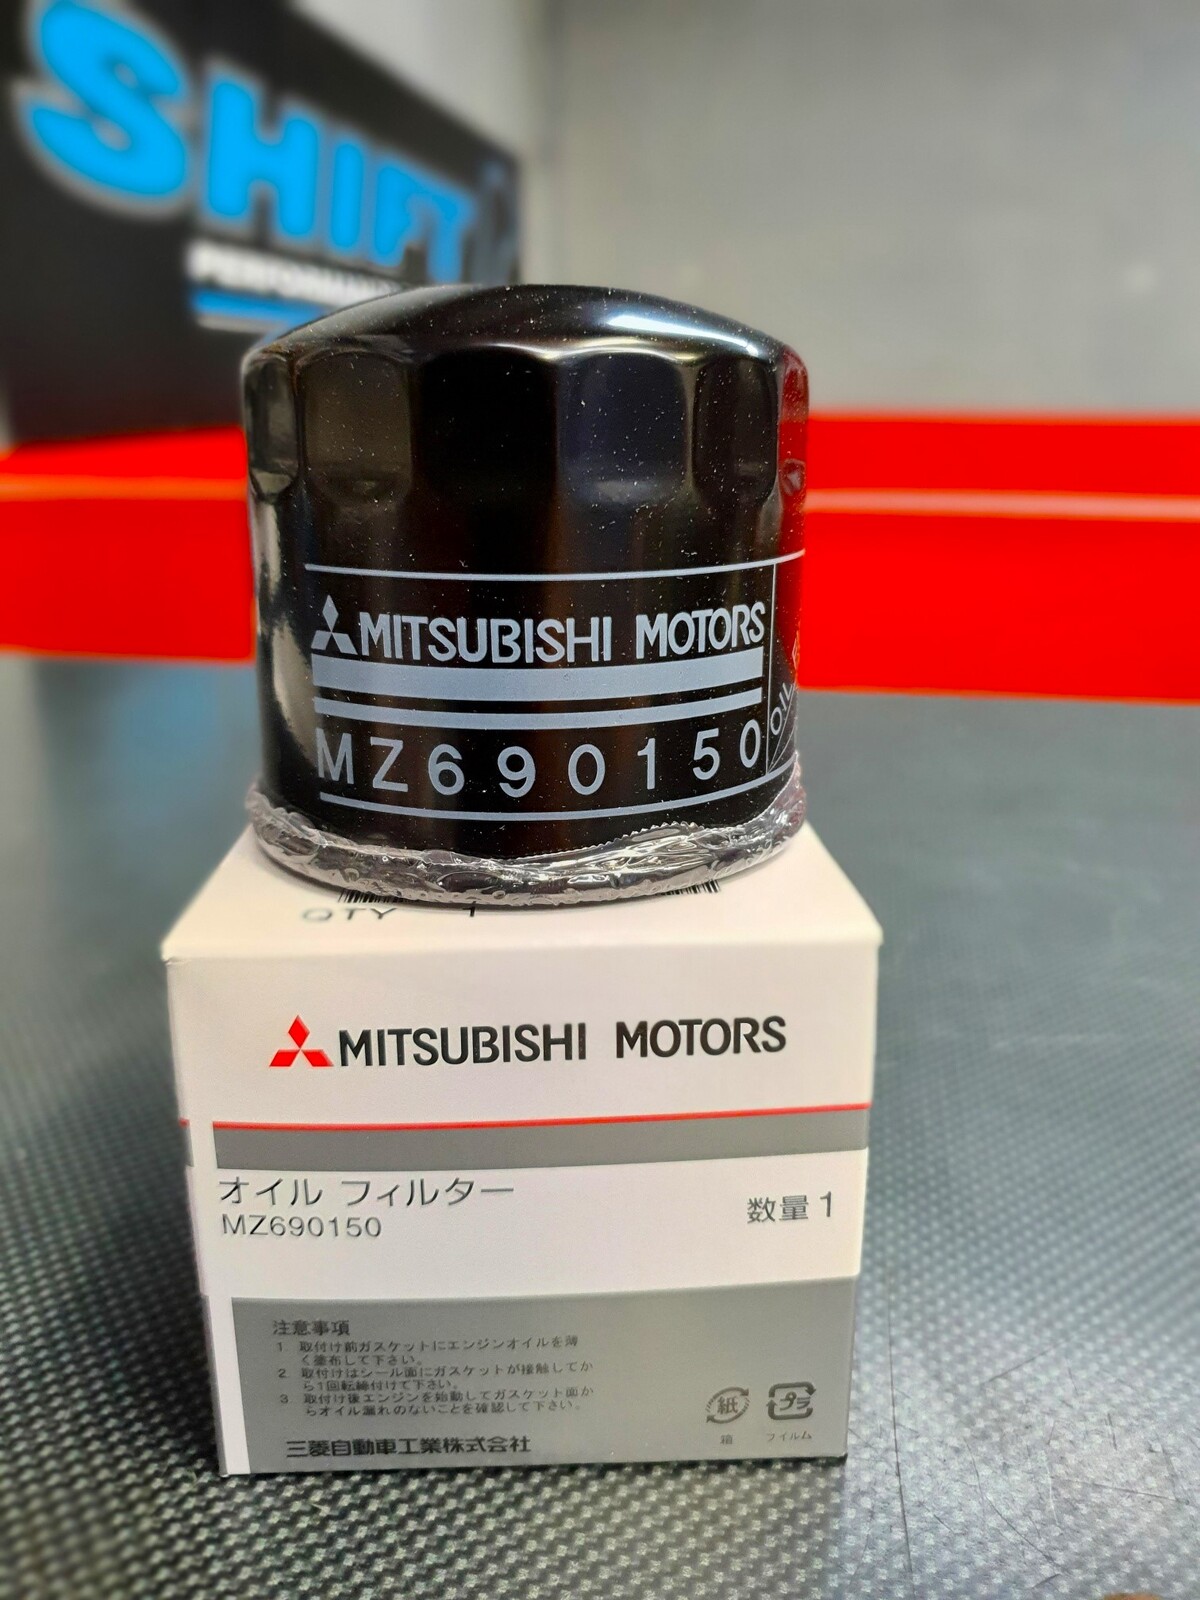 SHIFT
MITSUBISHI MOTORS
MZ690150
OIL
QTY 1
MITSUBISHI MOTORS
オイル フィルター
MZ690150
数量 1
注意事項
1. 取付け前ガスケットにエンジンオイルを薄
く塗布して下さい。
2. 取付けはシール面にガスケットが接触してか
ら1回転締付けて下さい。
3. 取付け後エンジンを始動してガスケット面か
らオイル漏れのないことを確認して下さい。
三菱自動車工業株式会社
紙
箱
プラ
フイルム